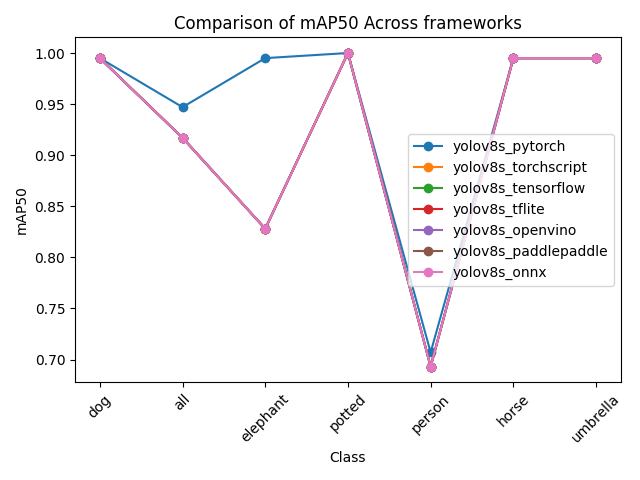 Comparison of mAP50 Across frameworks
mAP50
1.00
0.95
0.90
0.85
0.80
0.75
0.70
yolov8s_pytorch
yolov8s_torchscript
yolov8s_tensorflow
yolov8s_tflite
yolov8s_openvino
yolov8s_paddlepaddle
yolov8s_onnx
dog
all
elephant
potted
person
horse
umbrella
Class